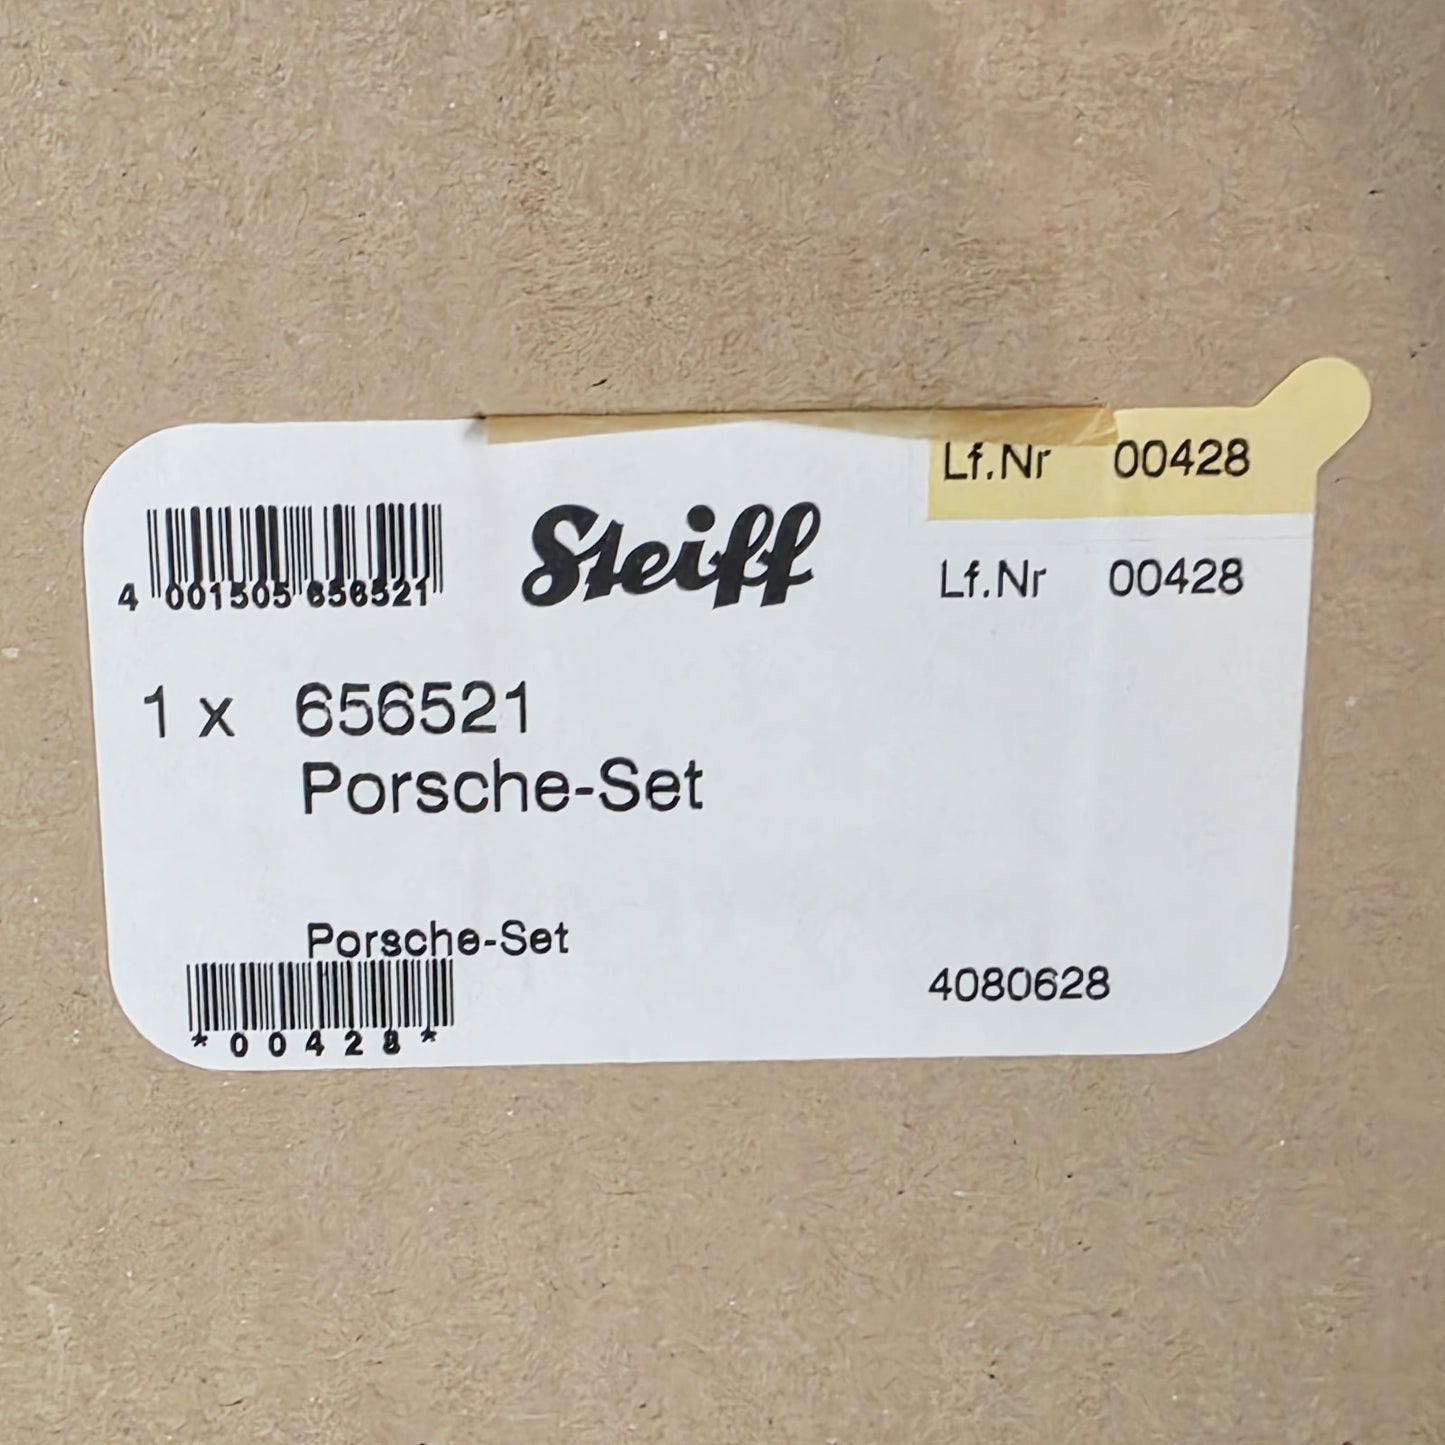 Lf.Nr 00428
4 001505 656521
Steiff
Lf.Nr 00428
1 x 656521
Porsche-Set
Porsche-Set
4080628
*00428*